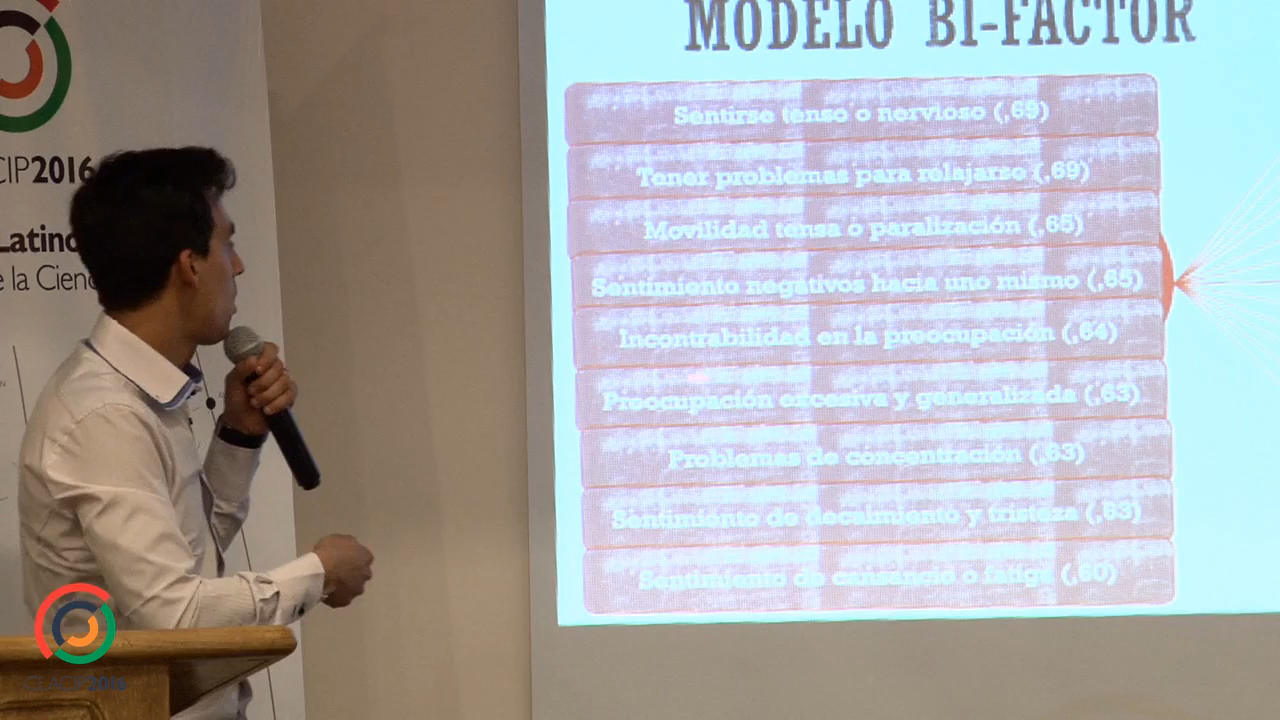 MODELO BI-FACTOR
Sentirse tenso o nervioso (,69)
Tener problemas para relajarse (,69)
Movilidad tensa o paralización (,65)
Sentimiento negativos hacia uno mismo (,65)
Incontrabilidad en la preocupación (,64)
Preocupación excesiva y generalizada (,63)
Problemas de concentración (,63)
Sentimiento de decaimiento y tristeza (,63)
Sentimiento de cansancio o fatiga (,60)
CIP2016
Latino
e la Cienc
CLACIP2016